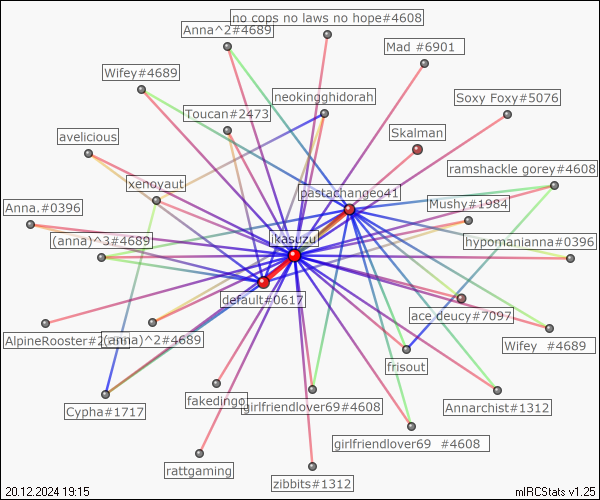 no cops no laws no hope#4608
Anna^2#4689
Mad #6901
Wifey#4689
neokingghidorah
Soxy Foxy#5076
Toucan#2473
Skalman
avelicious
ramshackle gorey#4608
xenoyaut
pastachange041
Mushy#1984
Anna.#0396
(anna)^3#4689
ikasuzu
hypomanianna#0396
default#0617
ace deucy#7097
AlpineRooster#2
(anna)^2#4689
Wifey #4689
frisout
fakedingo
girlfriendlover69#4608
Annarchist#1312
Cypha#1717
girlfriendlover69 #4608
rattgaming
zibbits#1312
20.12.2024 19:15
mIRCStats v1.25